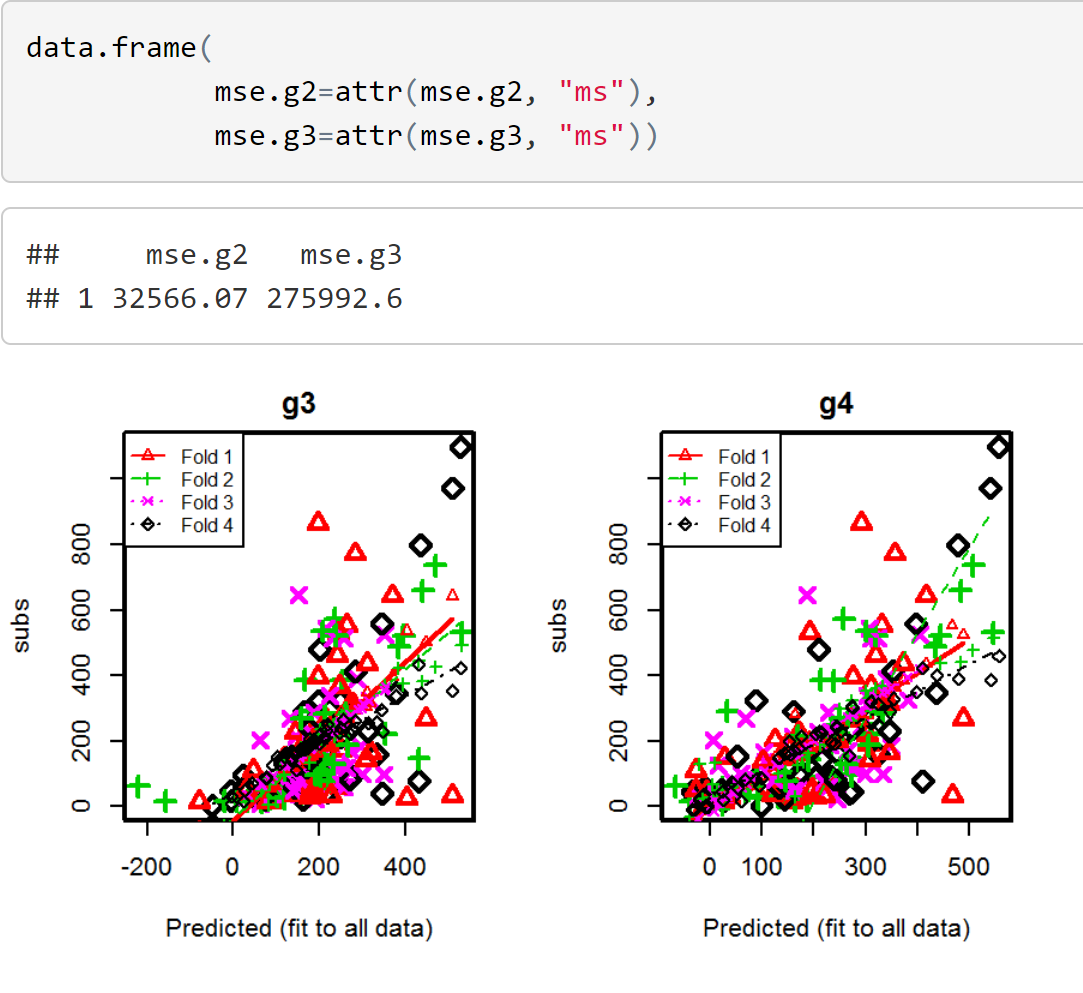 data.frame(
mse.g2=attr(mse.g2, "ms"),
mse.g3=attr(mse.g3, "ms"))
##      mse.g2   mse.g3
## 1 32566.07 275992.6
g3
Fold 1
Fold 2
Fold 3
Fold 4
subs
0 200 400 600 800
-200 0 200 400
Predicted (fit to all data)
g4
Fold 1
Fold 2
Fold 3
Fold 4
subs
0 200 400 600 800
0 100 300 500
Predicted (fit to all data)